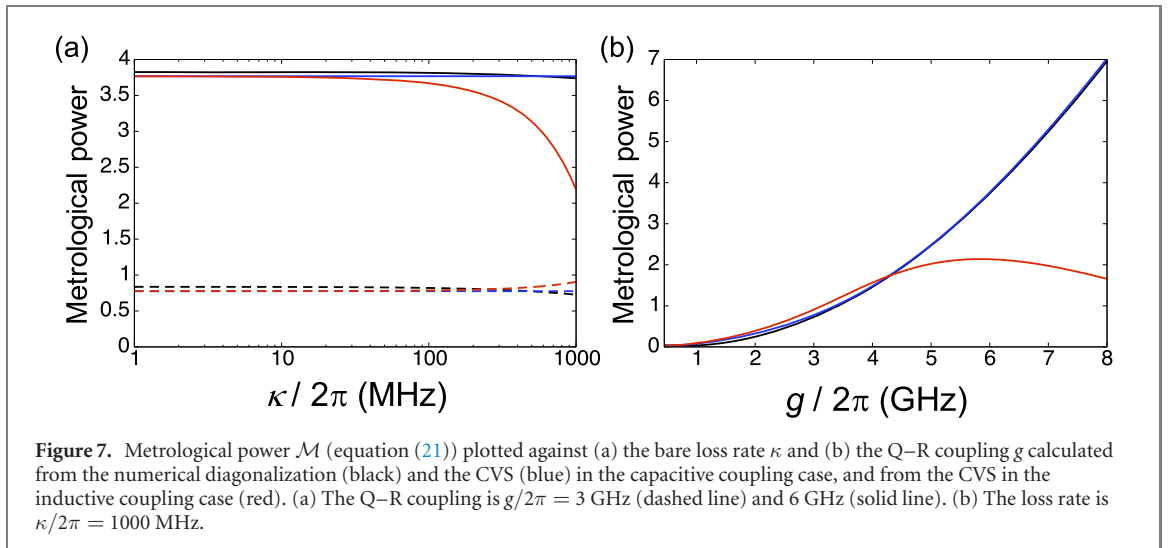 (a)
Metrological power
4
3.5
3
2.5
2
1
0.5
0
1 10 100 1000
κ / 2π (MHz)
(b)
Metrological power
7
6
5
4
3
2
1
0
1 2 3 4 5 6 7 8
g / 2π (GHz)
Figure 7. Metrological power ℳ (equation (21)) plotted against (a) the bare loss rate κ and (b) the Q–R coupling g calculated
from the numerical diagonalization (black) and the CVS (blue) in the capacitive coupling case, and from the CVS in the
inductive coupling case (red). (a) The Q–R coupling is g/2π = 3 GHz (dashed line) and 6 GHz (solid line). (b) The loss rate is
κ/2π = 1000 MHz.